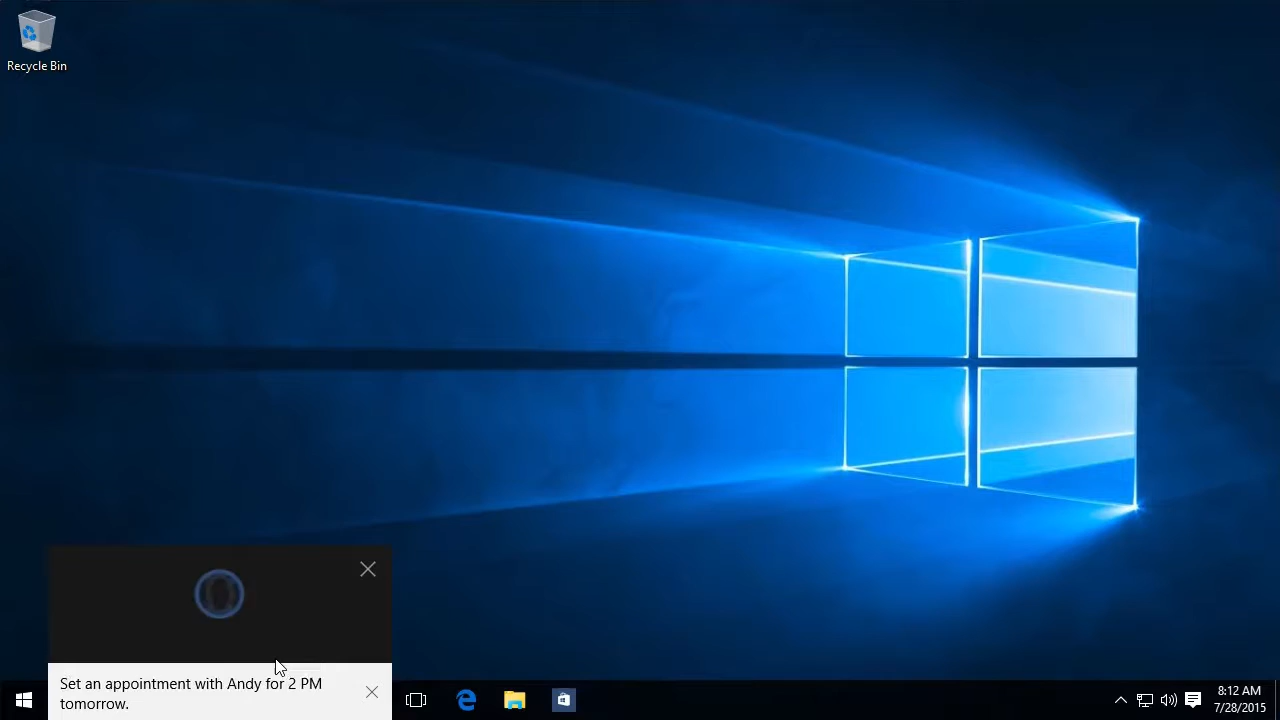 Recycle Bin
Set an appointment with Andy for 2 PM
tomorrow.
8:12 AM
7/28/2015